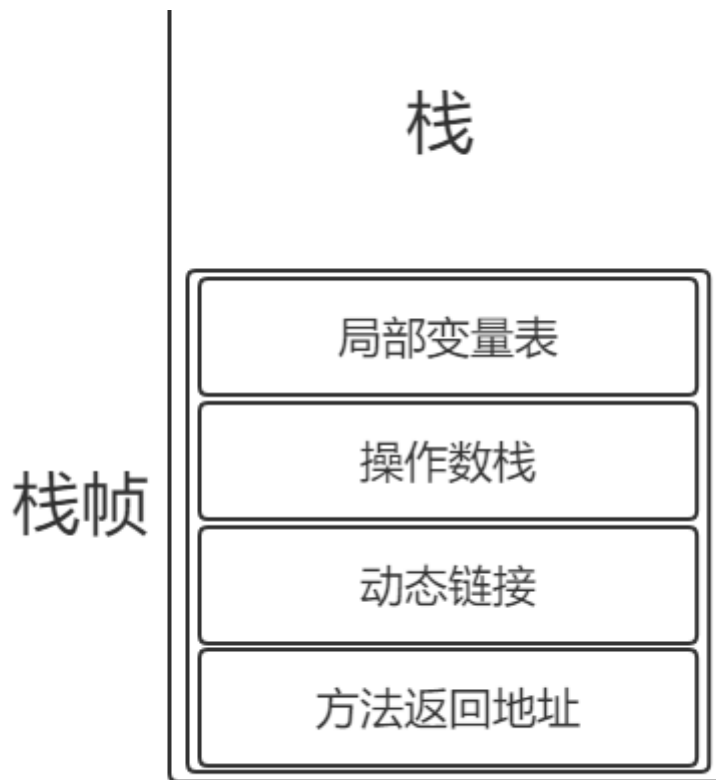 栈
局部变量表
操作数栈
栈帧
动态链接
方法返回地址